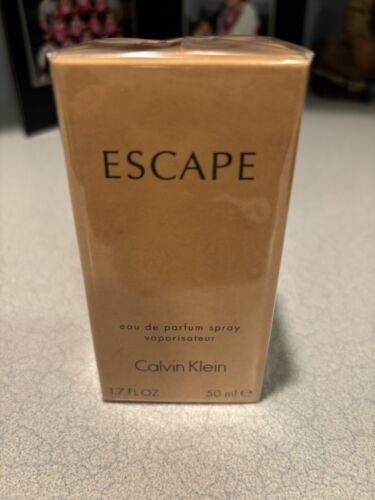 ESCAPE
eau de parfum spray
vaporisateur
Calvin Klein
1.7 FL OZ 50 ml ℮